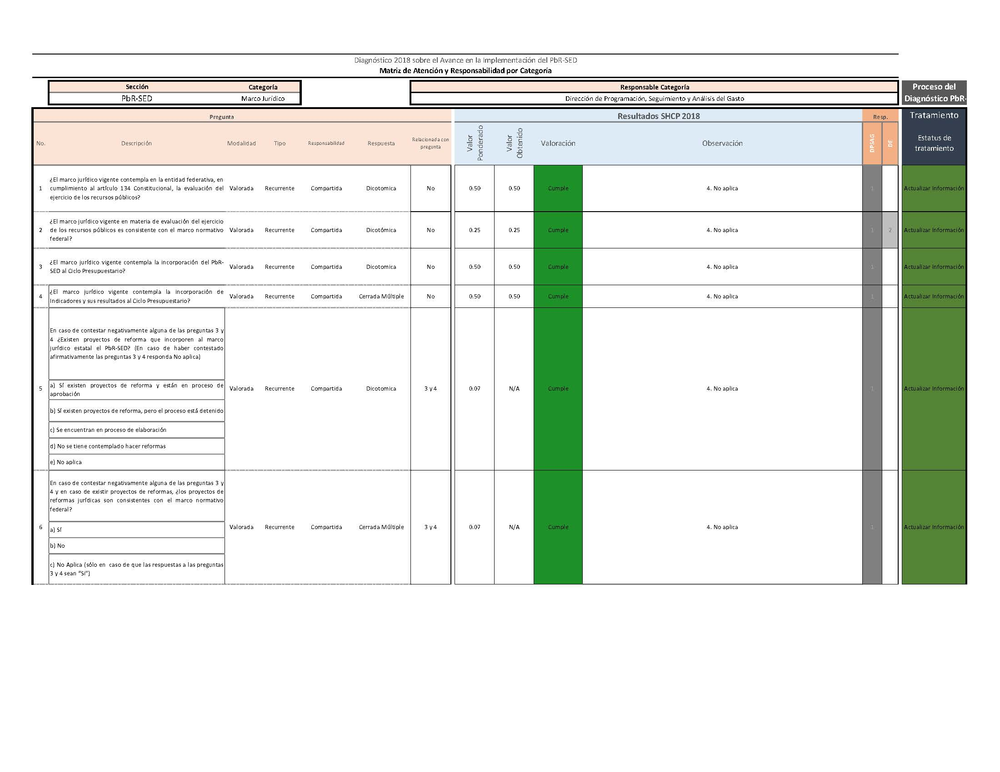 Diagnóstico 2018 sobre el Avance en la Implementación del PbR-SED
Matriz de Atención y Responsabilidad por Categoría
Sección
Categoría
PbR-SED
Marco Jurídico
Responsable Categoría
Dirección de Programación, Seguimiento y Análisis del Gasto
Proceso del
Diagnóstico PbR-
Pregunta
Resultados SHCP 2018
Resp.
Tratamiento
No.
Descripción
Modalidad
Tipo
Responsabilidad
Respuesta
Relacionada con
pregunta
Valor
Ponderado
Valor
Obtenido
Valoración
Observación
DPSAG
DE
Estatus de
tratamiento
1
¿El marco jurídico vigente contempla en la entidad federativa, en
cumplimiento al artículo 134 Constitucional, la evaluación del
ejercicio de los recursos públicos?
Valorada
Recurrente
Compartida
Dicotomica
No
0.50
0.50
Cumple
4. No aplica
1
Actualizar Información
2
¿El marco jurídico vigente en materia de evaluación del ejercicio
de los recursos públicos es consistente con el marco normativo
federal?
Valorada
Recurrente
Compartida
Dicotómica
No
0.25
0.25
Cumple
4. No aplica
1
2
Actualizar Información
3
¿El marco jurídico vigente contempla la incorporación del PbR-
SED al Ciclo Presupuestario?
Valorada
Recurrente
Compartida
Dicotomica
No
0.50
0.50
Cumple
4. No aplica
1
Actualizar Información
4
¿El marco jurídico vigente contempla la incorporación de
Indicadores y sus resultados al Ciclo Presupuestario?
Valorada
Recurrente
Compartida
Cerrada Múltiple
No
0.50
0.50
Cumple
4. No aplica
1
Actualizar Información
5
En caso de contestar negativamente alguna de las preguntas 3 y
4 ¿Existen proyectos de reforma que incorporen al marco
jurídico estatal el PbR-SED? (En caso de haber contestado
afirmativamente las preguntas 3 y 4 responda No aplica)
a) Sí existen proyectos de reforma y están en proceso de
aprobación
b) Sí existen proyectos de reforma, pero el proceso está detenido
c) Se encuentran en proceso de elaboración
d) No se tiene contemplado hacer reformas
e) No aplica
Valorada
Recurrente
Compartida
Dicotomica
3 y 4
0.07
N/A
Cumple
4. No aplica
1
Actualizar Información
6
En caso de contestar negativamente alguna de las preguntas 3 y
4 y en caso de existir proyectos de reformas, ¿los proyectos de
reformas jurídicas son consistentes con el marco normativo
federal?
a) Sí
b) No
c) No Aplica (sólo en  caso de que las respuestas a las preguntas
3 y 4 sean “Si”)
Valorada
Recurrente
Compartida
Cerrada Múltiple
3 y 4
0.07
N/A
Cumple
4. No aplica
1
Actualizar Información